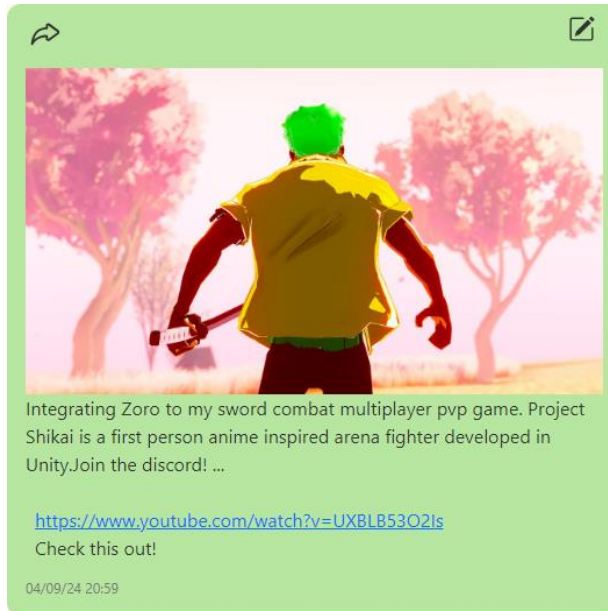 Integrating Zoro to my sword combat multiplayer pvp game. Project
Shikai is a first person anime inspired arena fighter developed in
Unity.Join the discord! ...
https://www.youtube.com/watch?v=UXBLB53O2Is
Check this out!
04/09/24 20:59